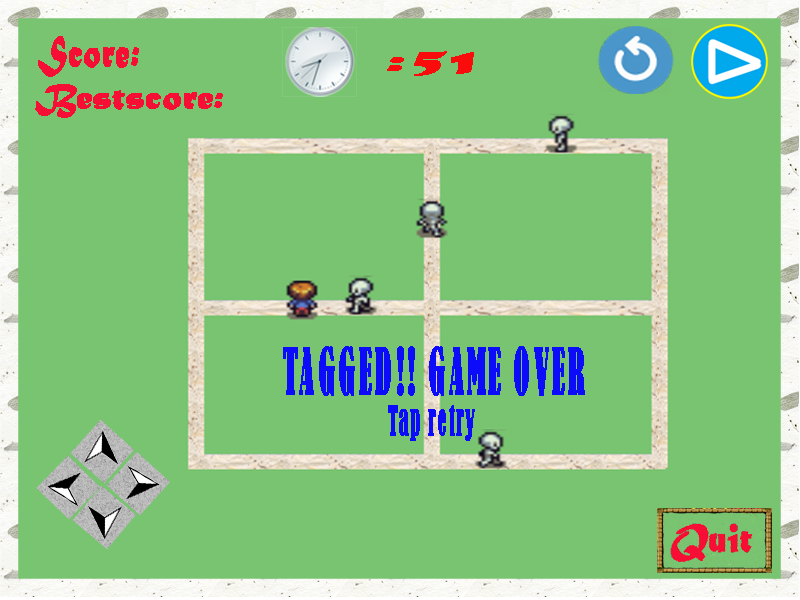 Score:
= 51
Bestscore:
TAGGED!! GAME OVER
Tap retry
Quit